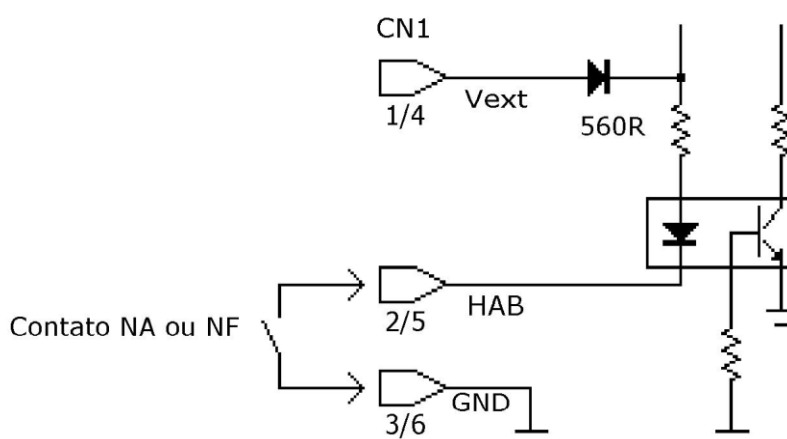 CN1
1/4
Vext
560R
2/5
HAB
Contato NA ou NF
3/6
GND